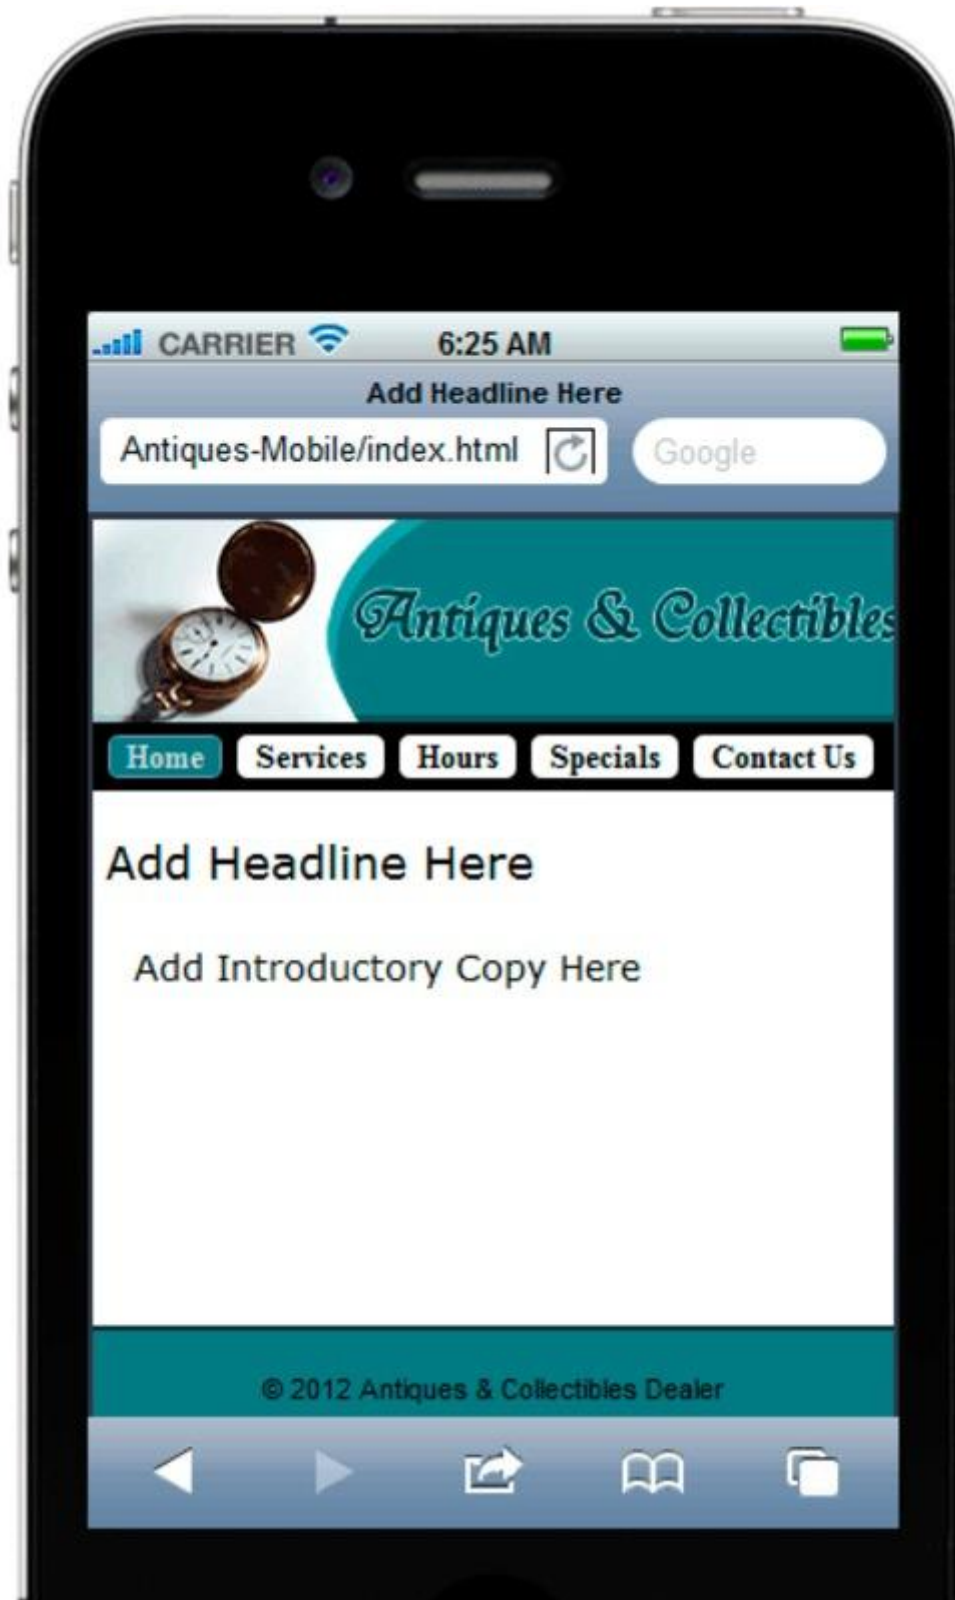 CARRIER 6:25 AM
Add Headline Here
Antiques-Mobile/index.html Google
Antiques & Collectibles
Home Services Hours Specials Contact Us
Add Headline Here
Add Introductory Copy Here
© 2012 Antiques & Collectibles Dealer